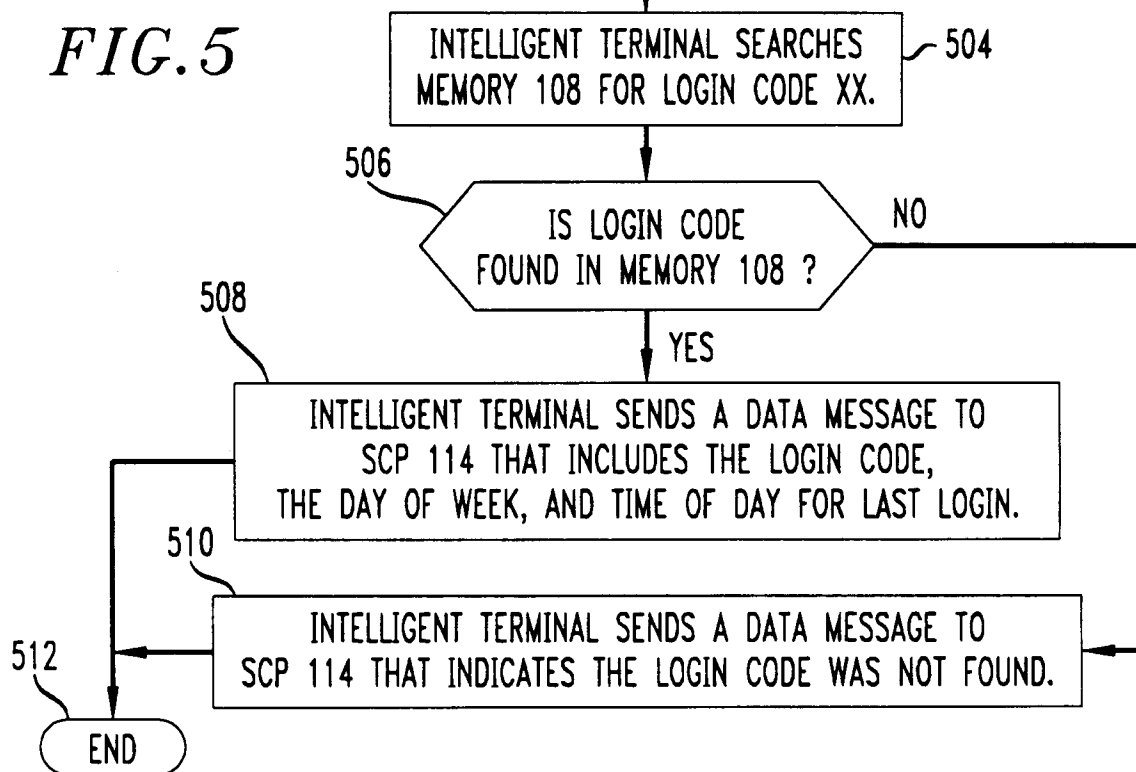 FIG.5
INTELLIGENT TERMINAL SEARCHES
MEMORY 108 FOR LOGIN CODE XX.
504
506
IS LOGIN CODE
FOUND IN MEMORY 108 ?
NO
YES
508
INTELLIGENT TERMINAL SENDS A DATA MESSAGE TO
SCP 114 THAT INCLUDES THE LOGIN CODE,
THE DAY OF WEEK, AND TIME OF DAY FOR LAST LOGIN.
510
INTELLIGENT TERMINAL SENDS A DATA MESSAGE TO
SCP 114 THAT INDICATES THE LOGIN CODE WAS NOT FOUND.
512
END